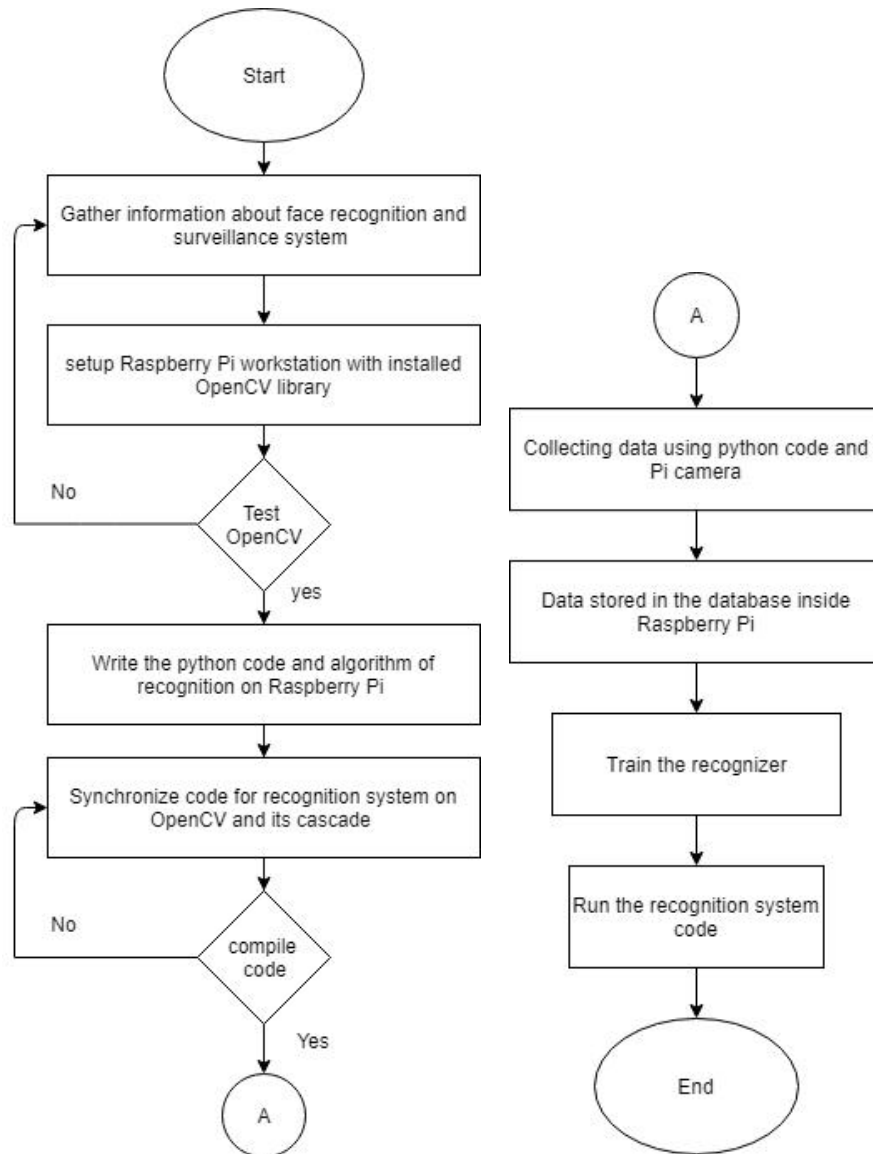 Start
Gather information about face recognition and
surveillance system
setup Raspberry Pi workstation with installed
OpenCV library
No
Test
OpenCV
yes
Write the python code and algorithm of
recognition on Raspberry Pi
Synchronize code for recognition system on
OpenCV and its cascade
No
compile
code
Yes
A
A
Collecting data using python code and
Pi camera
Data stored in the database inside
Raspberry Pi
Train the recognizer
Run the recognition system
code
End